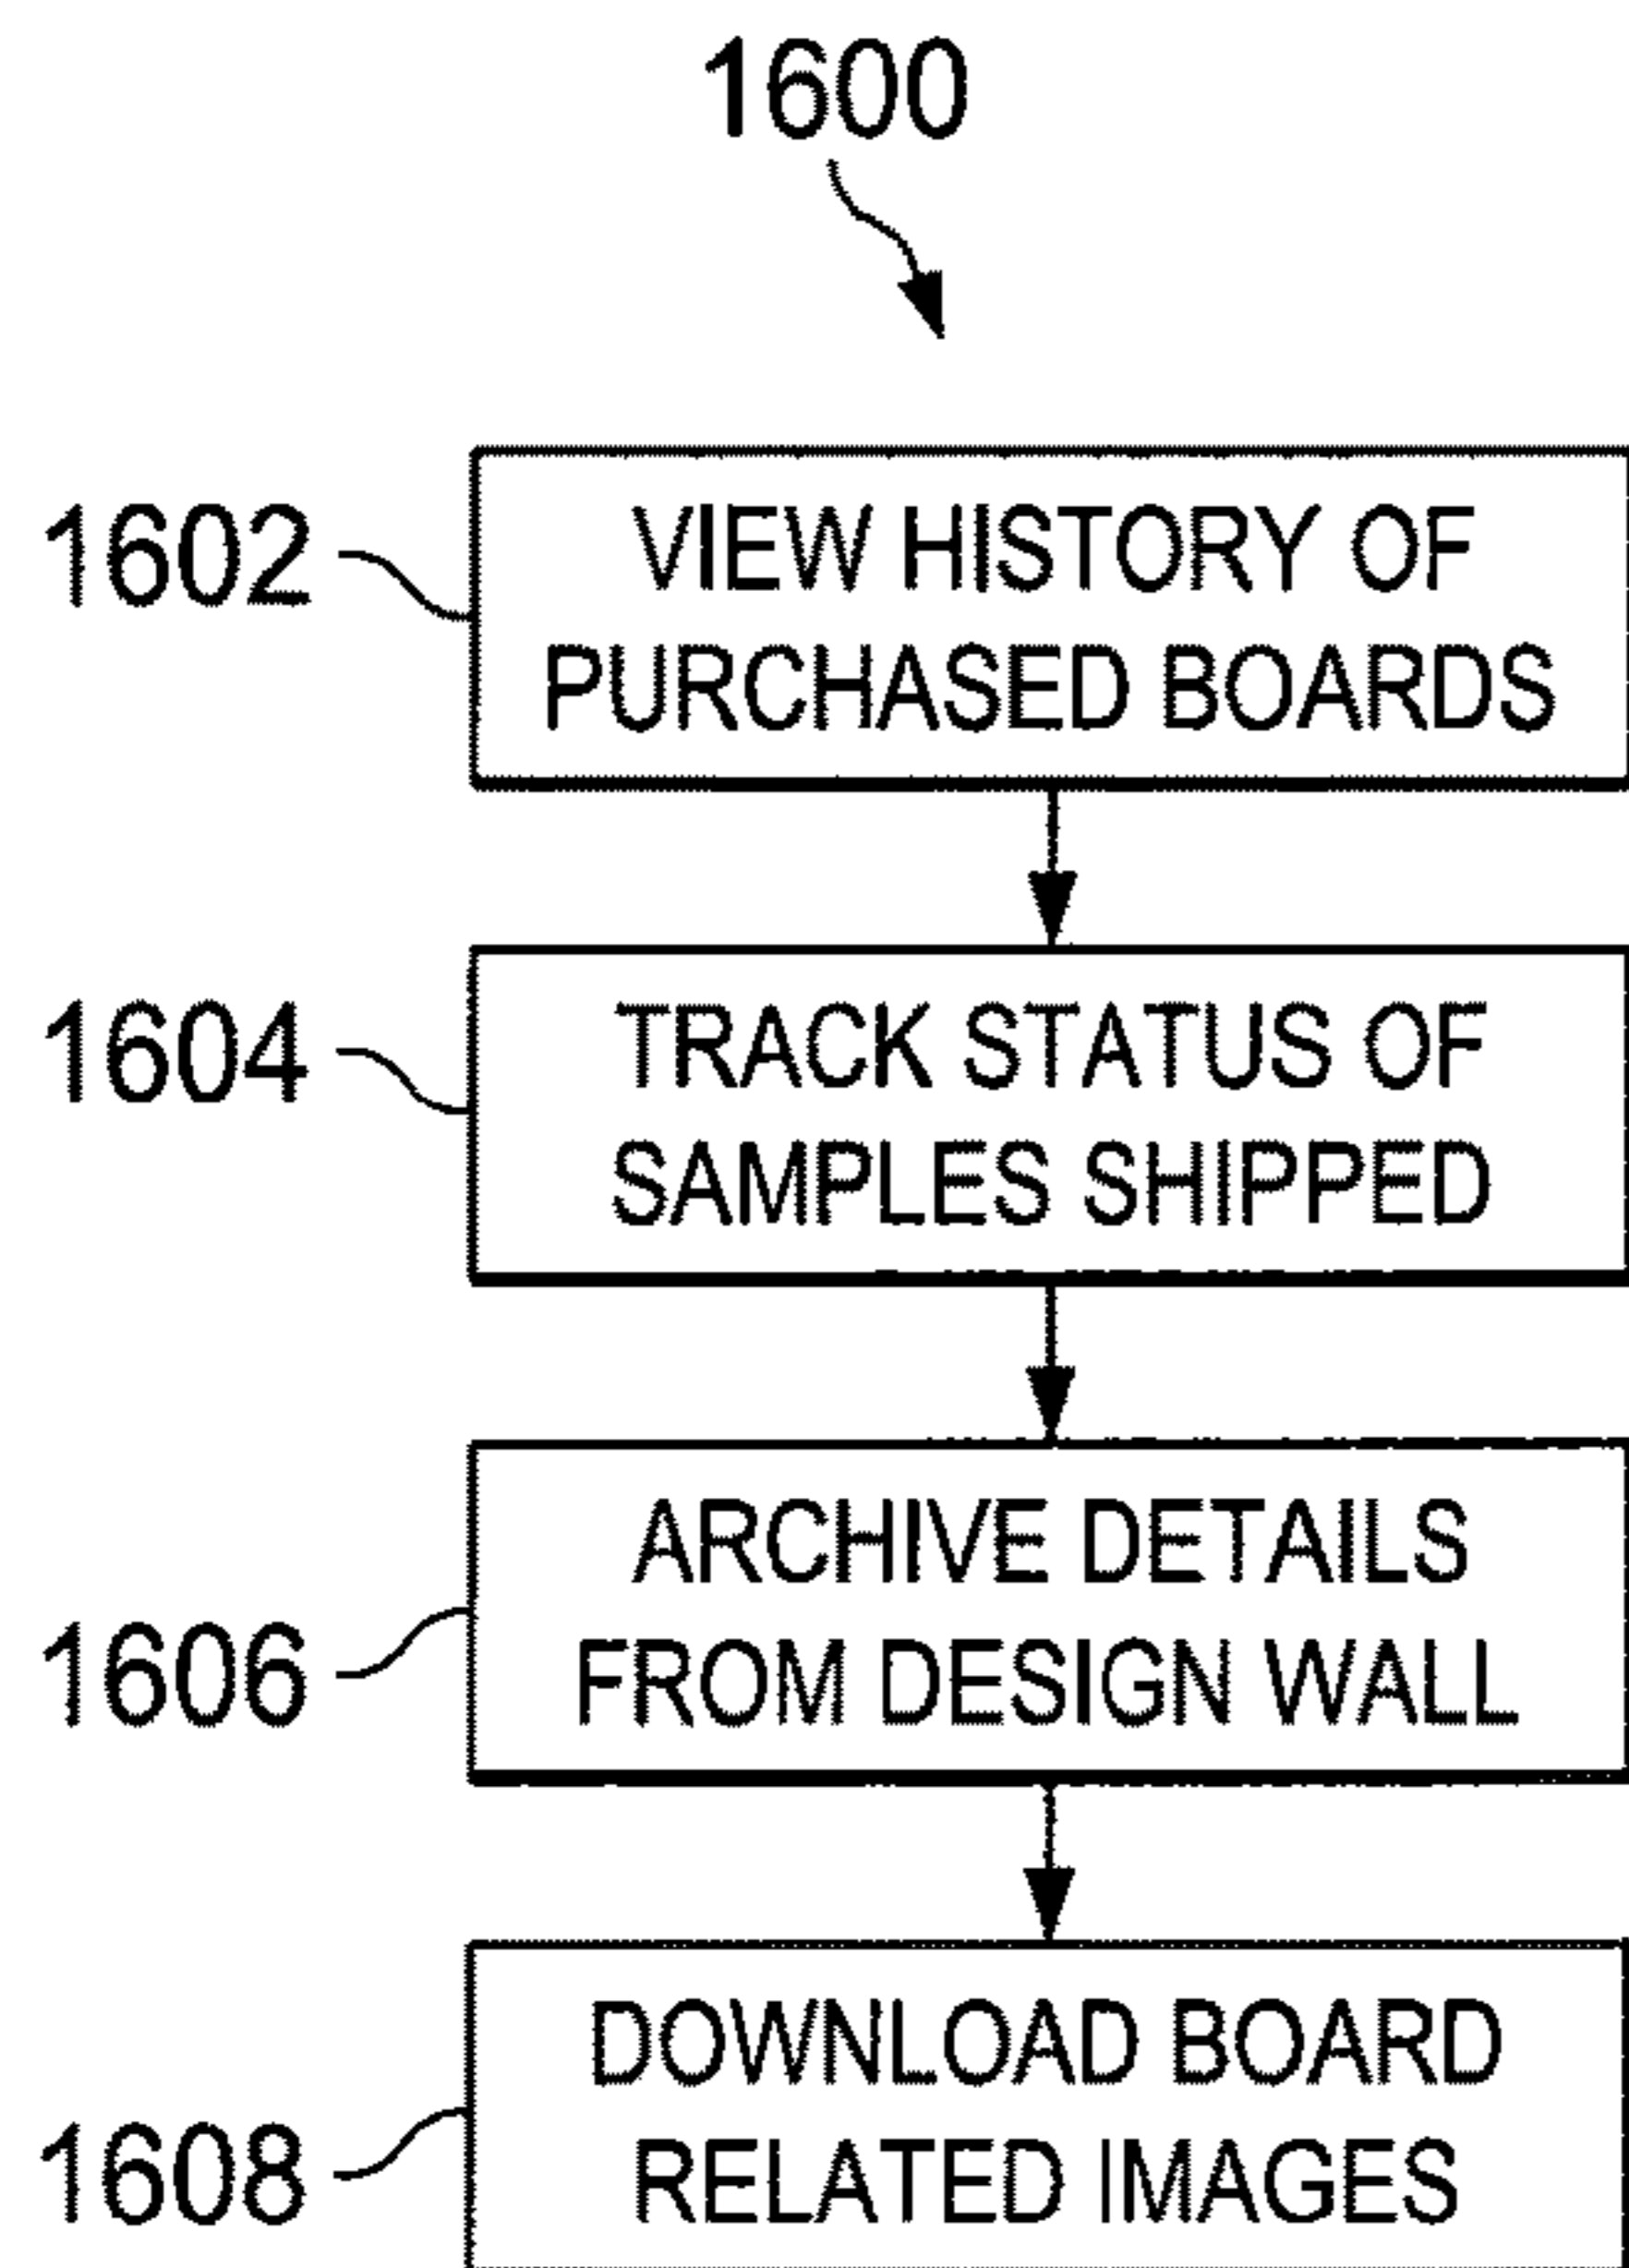 1600
1602
VIEW HISTORY OF
PURCHASED BOARDS
1604
TRACK STATUS OF
SAMPLES SHIPPED
ARCHIVE DETAILS
1606
FROM DESIGN WALL
DOWNLOAD BOARD
1608
RELATED IMAGES